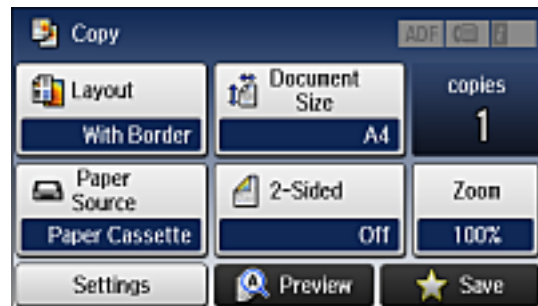 Copy
ADF
Layout
With Border
Document
Size
A4
copies
1
Paper
Source
Paper Cassette
2-Sided
Off
Zoom
100%
Settings
Preview
Save